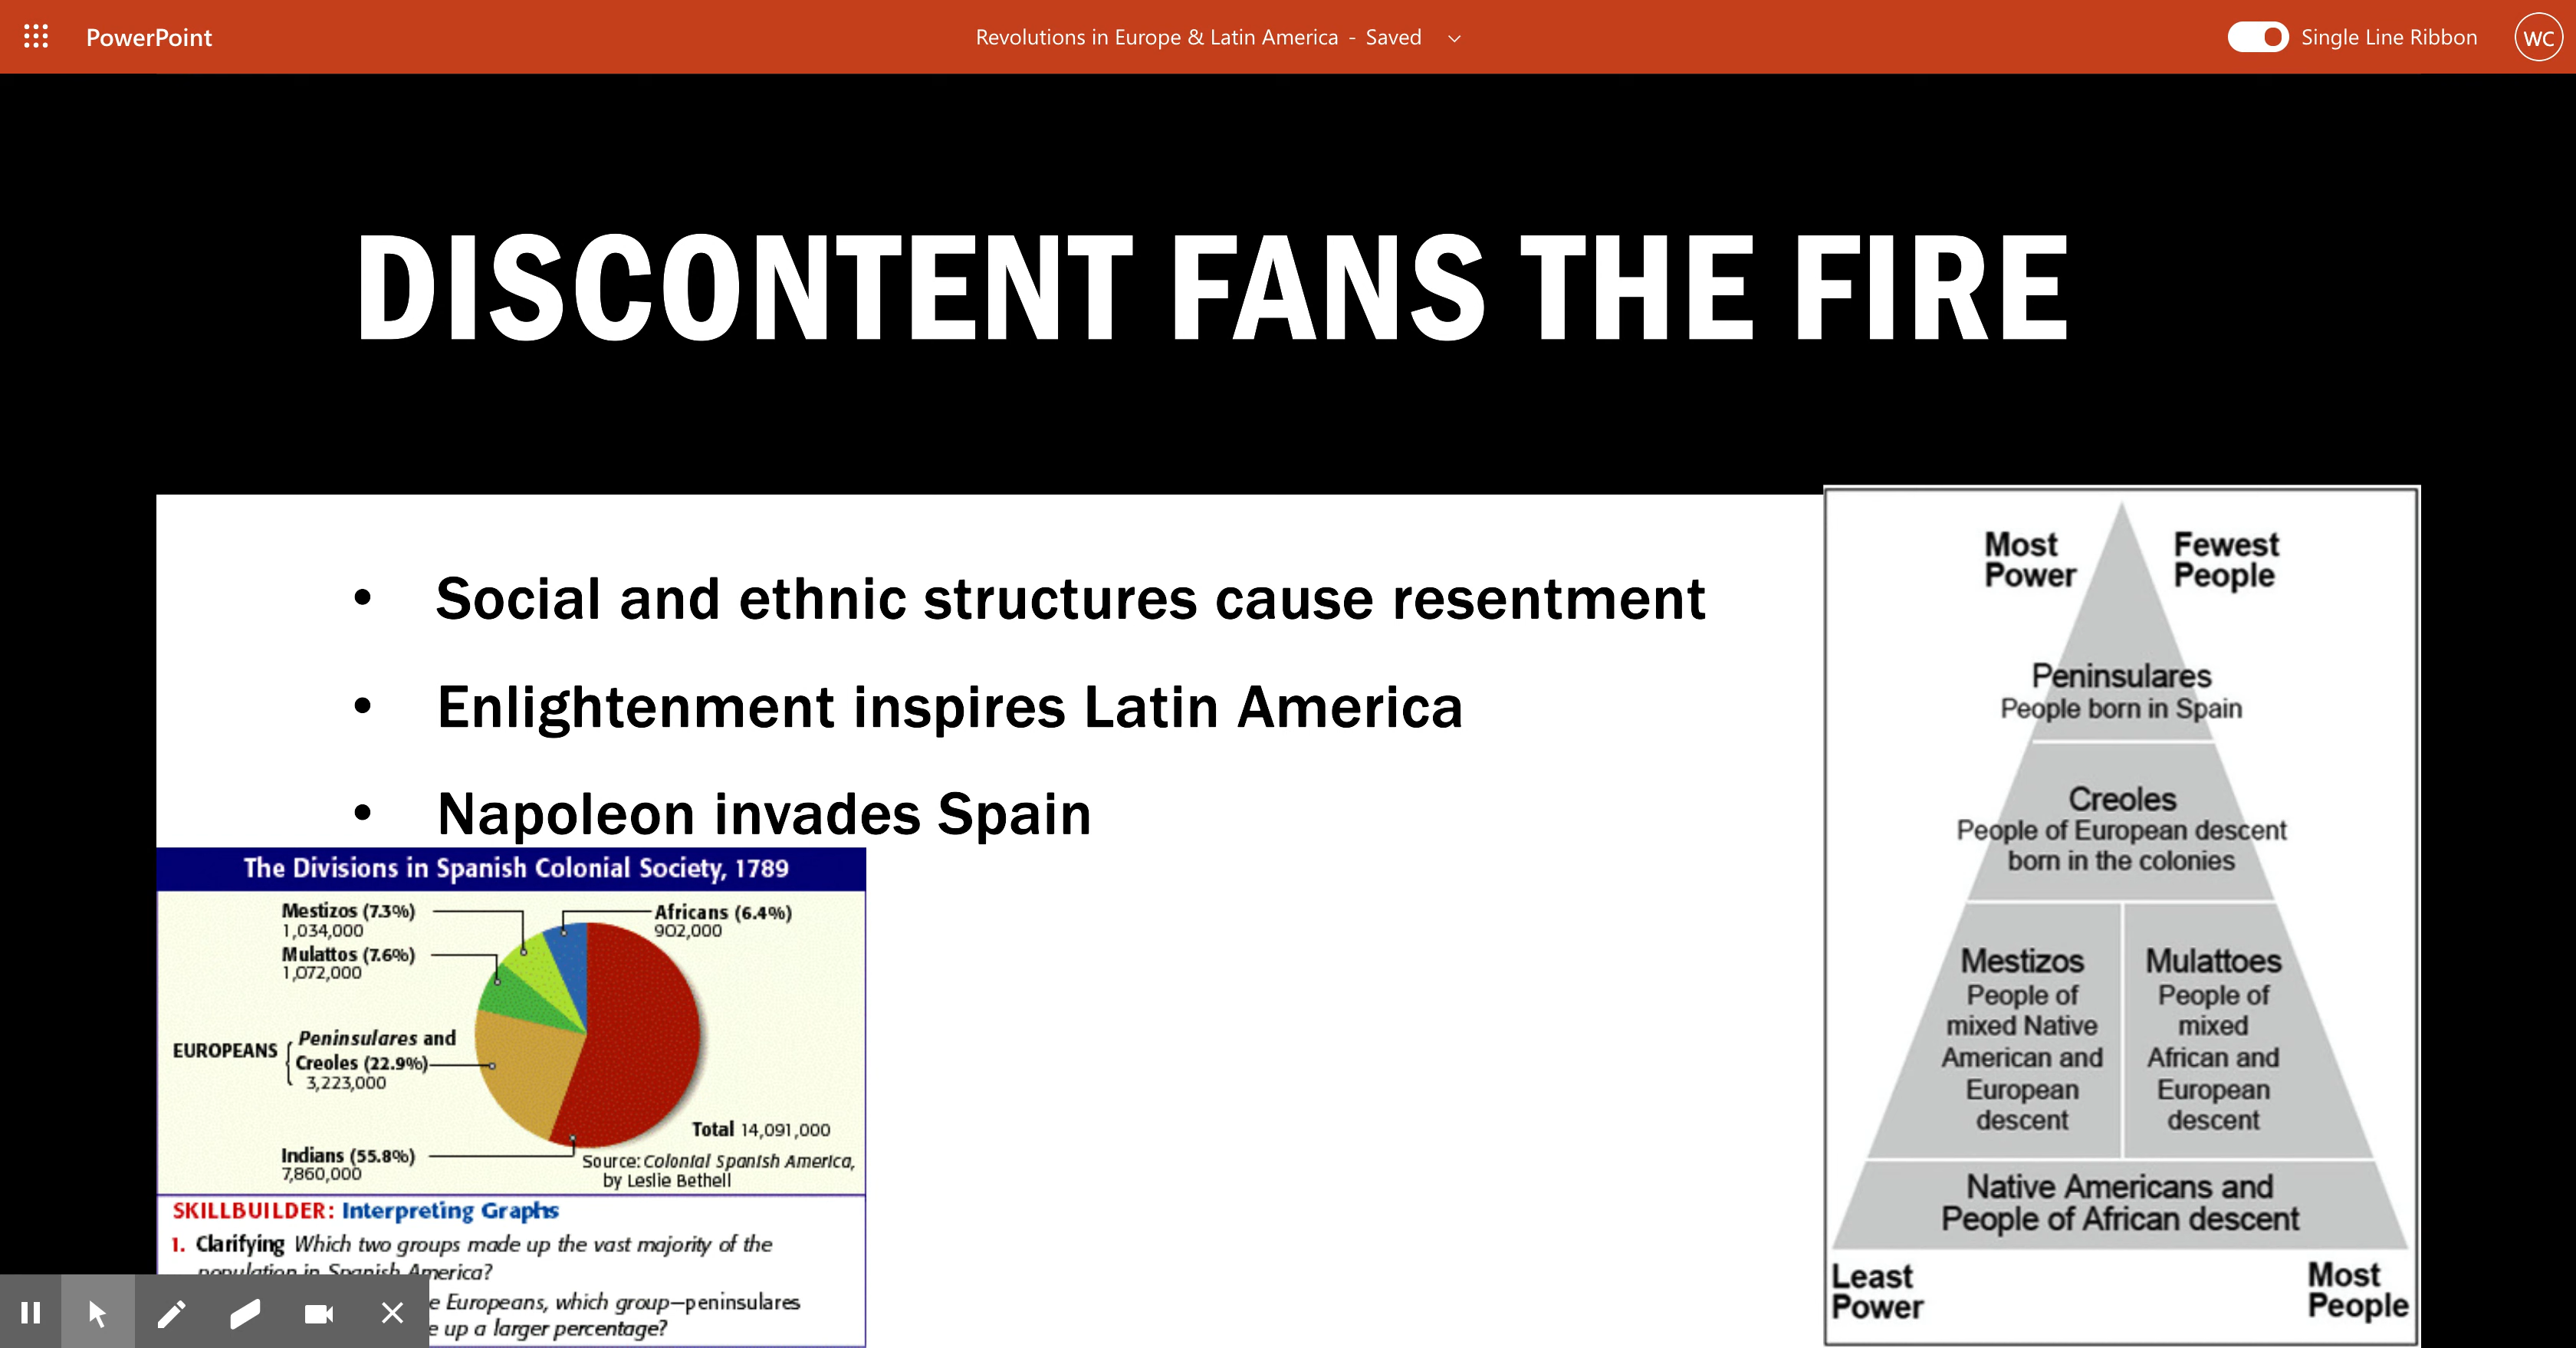 PowerPoint
Revolutions in Europe & Latin America - Saved
Single Line Ribbon
WC
DISCONTENT FANS THE FIRE
• Social and ethnic structures cause resentment
• Enlightenment inspires Latin America
• Napoleon invades Spain
The Divisions in Spanish Colonial Society, 1789
Mestizos (7.3%)
1,034,000
Mulattos (7.6%)
1,072,000
Africans (6.4%)
902,000
EUROPEANS
Peninsulares and
Creoles (22.9%)
3,223,000
Indians (55.8%)
7,860,000
Total 14,091,000
Source: Colonial Spanish America,
by Leslie Bethell
SKILLBUILDER: Interpreting Graphs
1. Clarifying Which two groups made up the vast majority of the
population in Spanish America?
e Europeans, which group—peninsulares
e up a larger percentage?
Most
Power
Fewest
People
Peninsulares
People born in Spain
Creoles
People of European descent
born in the colonies
Mestizos
People of
mixed Native
American and
European
descent
Mulattoes
People of
mixed
African and
European
descent
Native Americans and
People of African descent
Least
Power
Most
People